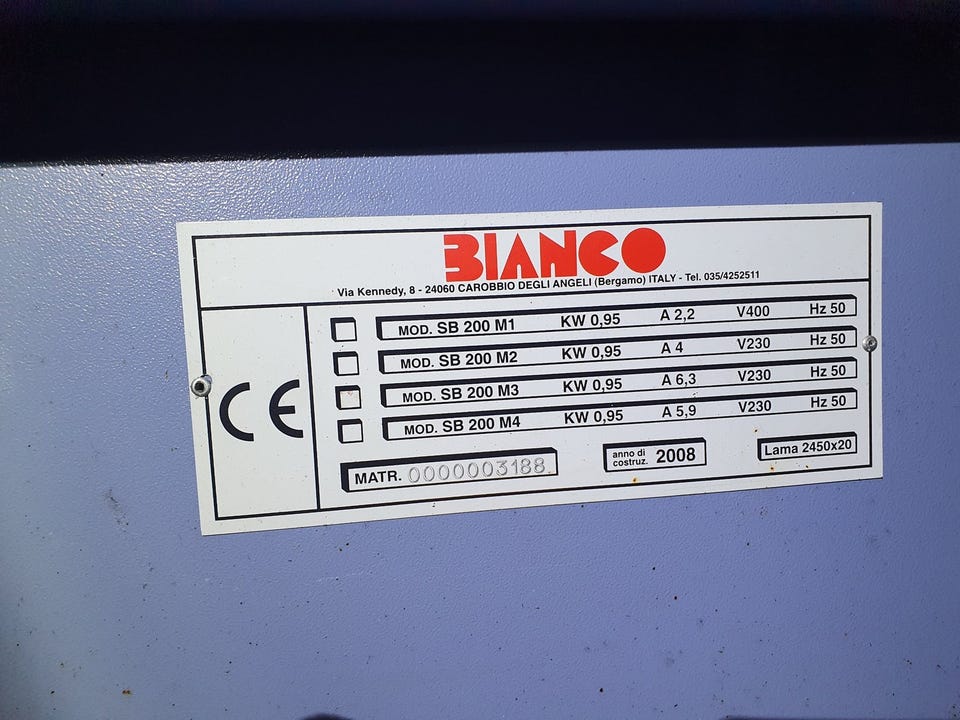 BIANCO
Via Kennedy, 8 - 24060 CAROBBIO DEGLI ANGELI (Bergamo) ITALY - Tel. 035/4252511
MOD. SB 200 M1 KW 0,95 A 2,2 V400 Hz 50
MOD. SB 200 M2 KW 0,95 A 4 V230 Hz 50
MOD. SB 200 M3 KW 0,95 A 6,3 V230 Hz 50
MOD. SB 200 M4 KW 0,95 A 5,9 V230 Hz 50
CE
MATR. 0000003188 anno di costruz. 2008 Lama 2450x20